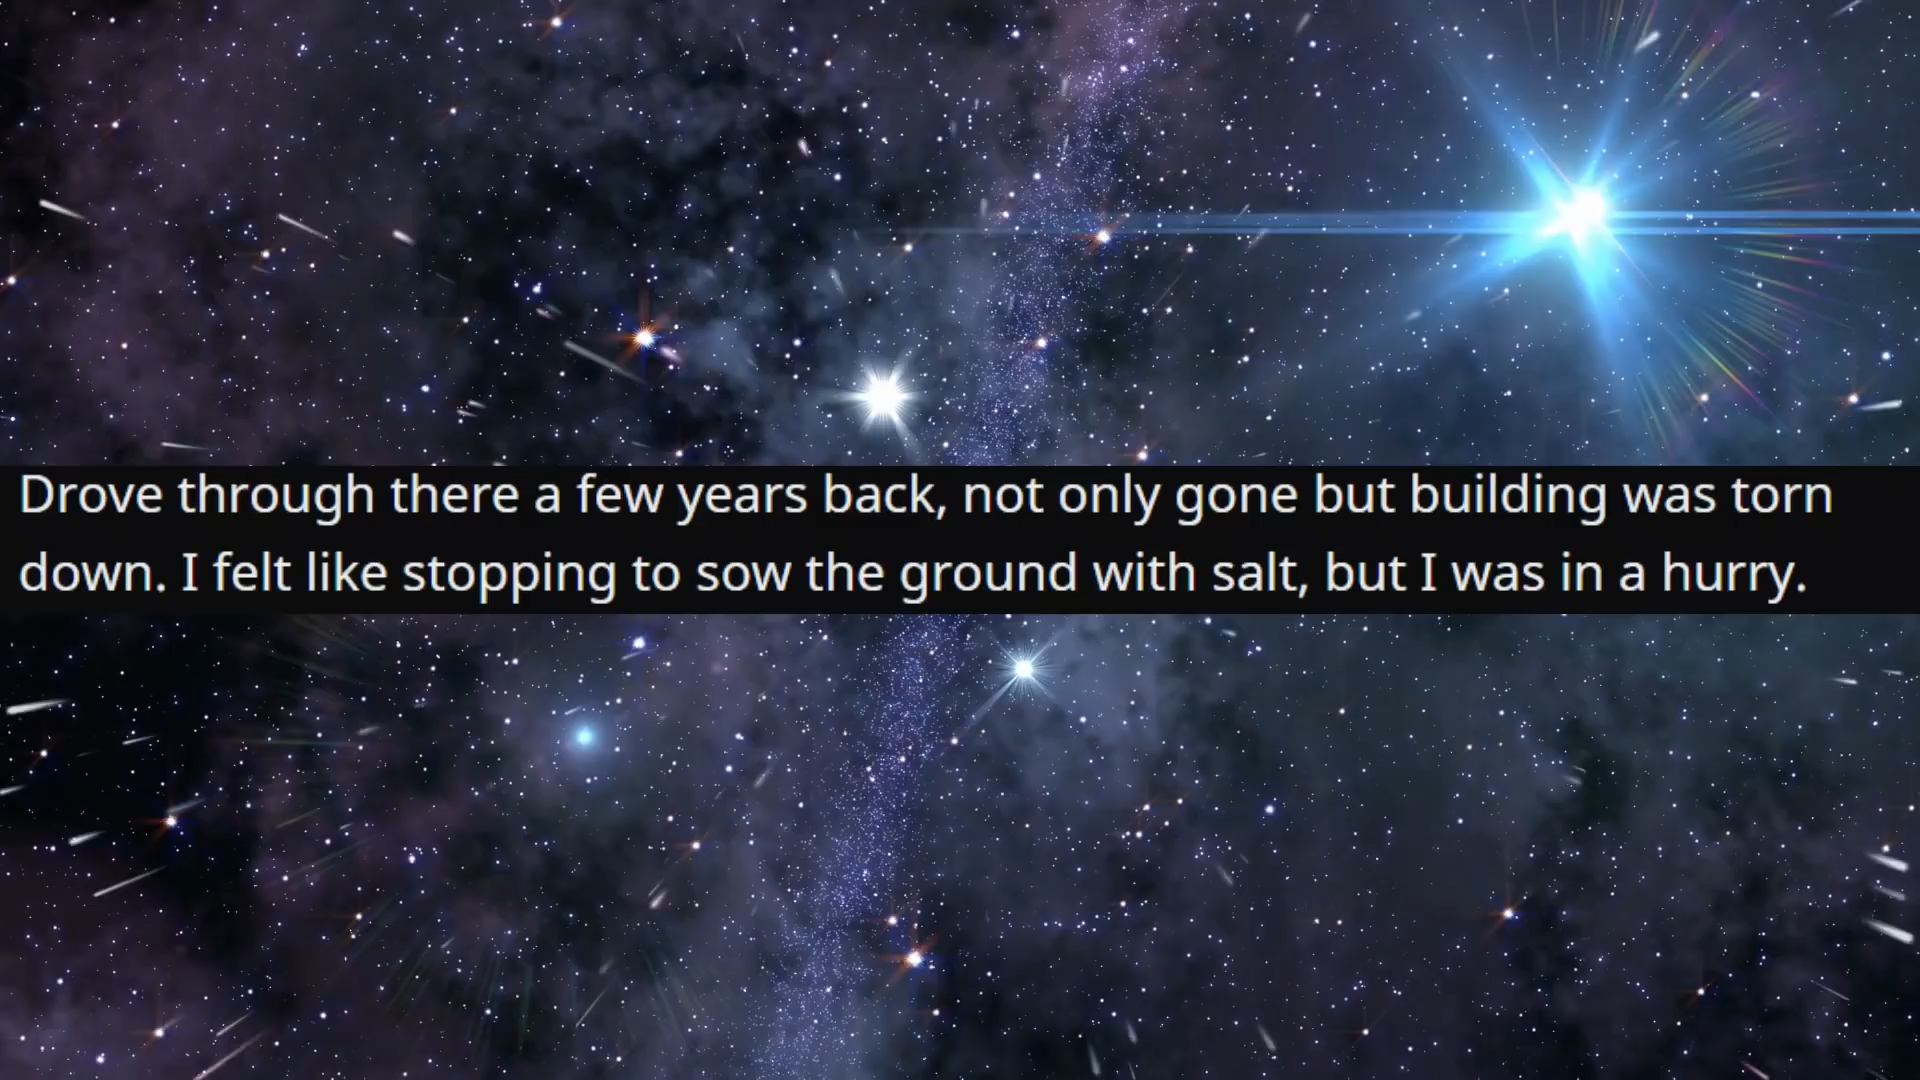 Drove through there a few years back, not only gone but building was torn
down. I felt like stopping to sow the ground with salt, but I was in a hurry.